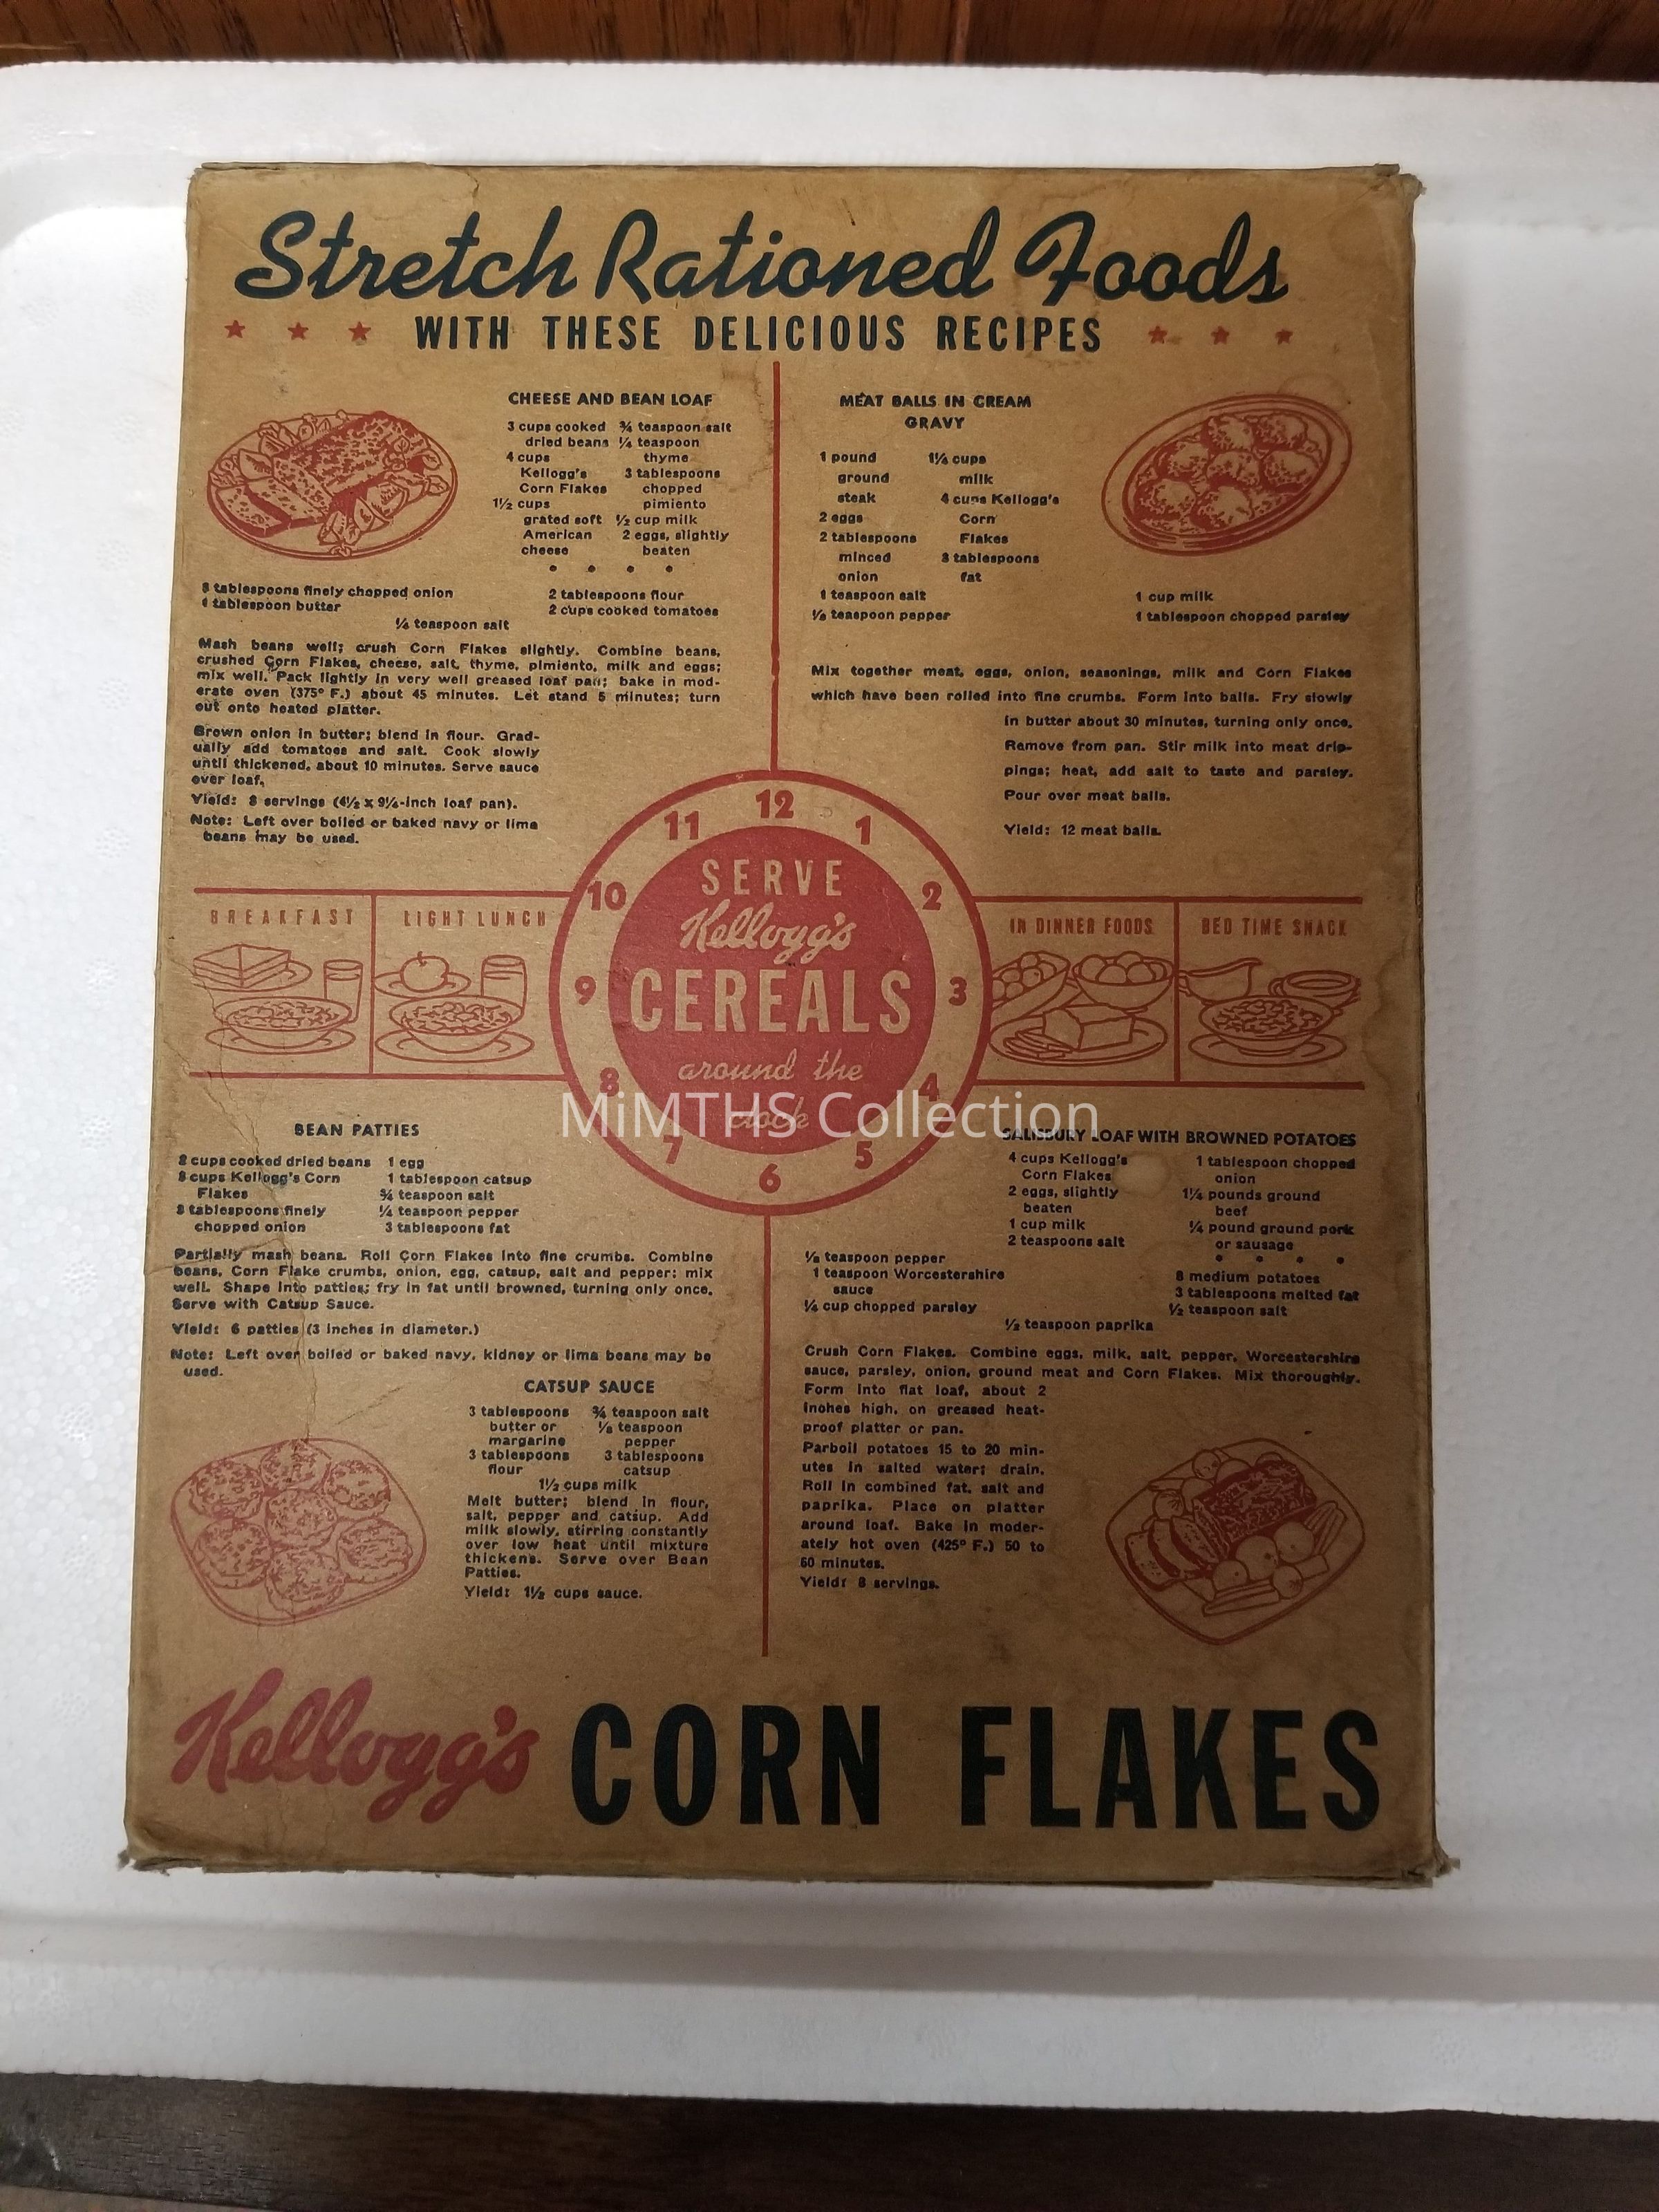 Stretch Rationed Foods
★ ★ ★ WITH THESE DELICIOUS RECIPES ★ ★ ★
CHEESE AND BEAN LOAF
3 cups cooked
dried beans
4 cups
Kellogg's
Corn Flakes
1½ cups
grated soft
American
cheese
¾ teaspoon salt
¼ teaspoon
thyme
3 tablespoons
chopped
pimiento
½ cup milk
2 eggs, slightly
beaten
• • • •
3 tablespoons finely chopped onion
1 tablespoon butter
2 tablespoons flour
2 cups cooked tomatoes
¼ teaspoon salt
Mash beans well; crush Corn Flakes slightly. Combine beans,
crushed Corn Flakes, cheese, salt, thyme, pimiento, milk and eggs;
mix well. Pack lightly in very well greased loaf pan; bake in mod-
erate oven (375° F.) about 45 minutes. Let stand 5 minutes; turn
out onto heated platter.
Brown onion in butter; blend in flour. Grad-
ually add tomatoes and salt. Cook slowly
until thickened, about 10 minutes. Serve sauce
over loaf.
Yield: 8 servings (4½ x 9¼-inch loaf pan).
Note: Left over boiled or baked navy or lima
beans may be used.
MEAT BALLS IN CREAM
GRAVY
1 pound
ground
steak
2 eggs
2 tablespoons
minced
onion
1 teaspoon salt
⅛ teaspoon pepper
1¼ cups
milk
4 cups Kellogg's
Corn
Flakes
3 tablespoons
fat
1 cup milk
1 tablespoon chopped parsley
Mix together meat, eggs, onion, seasonings, milk and Corn Flakes
which have been rolled into fine crumbs. Form into balls. Fry slowly
in butter about 30 minutes, turning only once.
Remove from pan. Stir milk into meat drip-
pings; heat, add salt to taste and parsley.
Pour over meat balls.
Yield: 12 meat balls.
BREAKFAST
LIGHT LUNCH
12
1
2
3
4
5
6
7
8
9
10
11
SERVE
Kellogg's
CEREALS
around the
clock
IN DINNER FOODS
BED TIME SNACK
MiMTHS Collection
BEAN PATTIES
2 cups cooked dried beans
3 cups Kellogg's Corn
Flakes
3 tablespoons finely
chopped onion
1 egg
1 tablespoon catsup
¾ teaspoon salt
¼ teaspoon pepper
3 tablespoons fat
Partially mash beans. Roll Corn Flakes into fine crumbs. Combine
beans, Corn Flake crumbs, onion, egg, catsup, salt and pepper; mix
well. Shape into patties; fry in fat until browned, turning only once.
Serve with Catsup Sauce.
Yield: 6 patties (3 inches in diameter.)
Note: Left over boiled or baked navy, kidney or lima beans may be
used.
CATSUP SAUCE
3 tablespoons
butter or
margarine
3 tablespoons
flour
¾ teaspoon salt
⅛ teaspoon
pepper
3 tablespoons
catsup
1½ cups milk
Melt butter; blend in flour,
salt, pepper and catsup. Add
milk slowly, stirring constantly
over low heat until mixture
thickens. Serve over Bean
Patties.
Yield: 1½ cups sauce.
SALISBURY LOAF WITH BROWNED POTATOES
4 cups Kellogg's
Corn Flakes
2 eggs, slightly
beaten
1 cup milk
2 teaspoons salt
⅛ teaspoon pepper
1 teaspoon Worcestershire
sauce
¼ cup chopped parsley
1 tablespoon chopped
onion
1¼ pounds ground
beef
¼ pound ground pork
or sausage
• • • •
8 medium potatoes
3 tablespoons melted fat
½ teaspoon salt
½ teaspoon paprika
Crush Corn Flakes. Combine eggs, milk, salt, pepper, Worcestershire
sauce, parsley, onion, ground meat and Corn Flakes. Mix thoroughly.
Form into flat loaf, about 2
inches high, on greased heat-
proof platter or pan.
Parboil potatoes 15 to 20 min-
utes in salted water; drain.
Roll in combined fat, salt and
paprika. Place on platter
around loaf. Bake in moder-
ately hot oven (425° F.) 50 to
60 minutes.
Yield: 8 servings.
Kellogg's CORN FLAKES